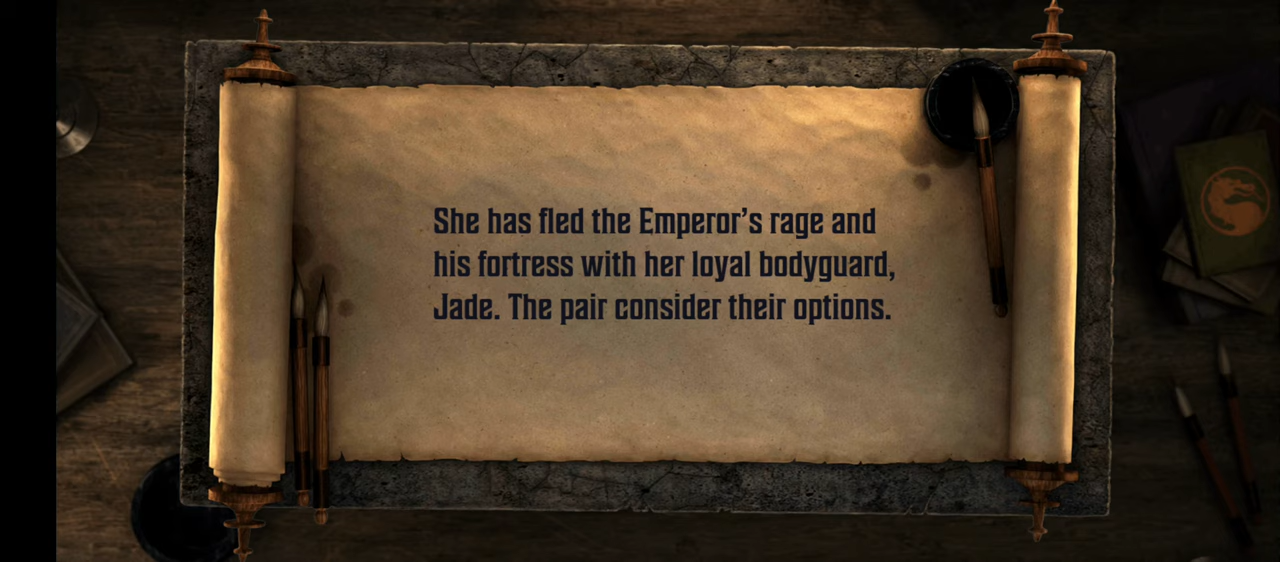 She has fled the Emperor’s rage and
his fortress with her loyal bodyguard,
Jade. The pair consider their options.